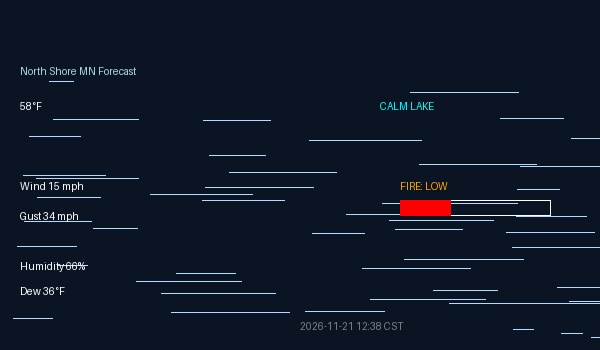 North Shore MN Forecast
58°F
CALM LAKE
Wind 15 mph
FIRE: LOW
Gust 34 mph
Humidity 66%
Dew 36°F
2026-11-21 12:38 CST